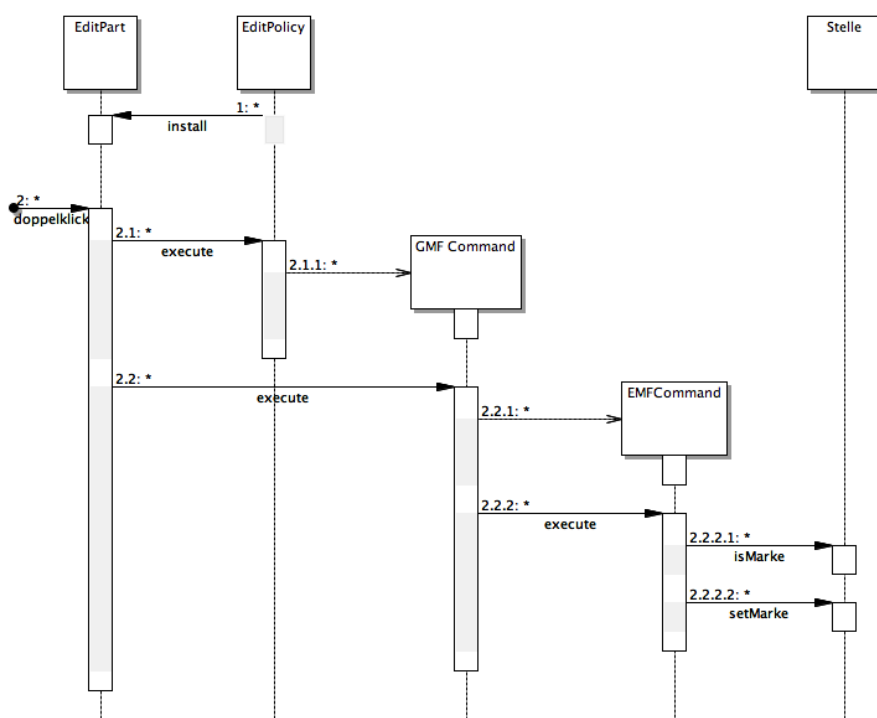 EditPart
EditPolicy
Stelle
1: *
install
2: *
doppelklick
2.1: *
execute
GMF Command
2.1.1: *
2.2: *
execute
EMFCommand
2.2.1: *
2.2.2: *
execute
2.2.2.1: *
isMarke
2.2.2.2: *
setMarke